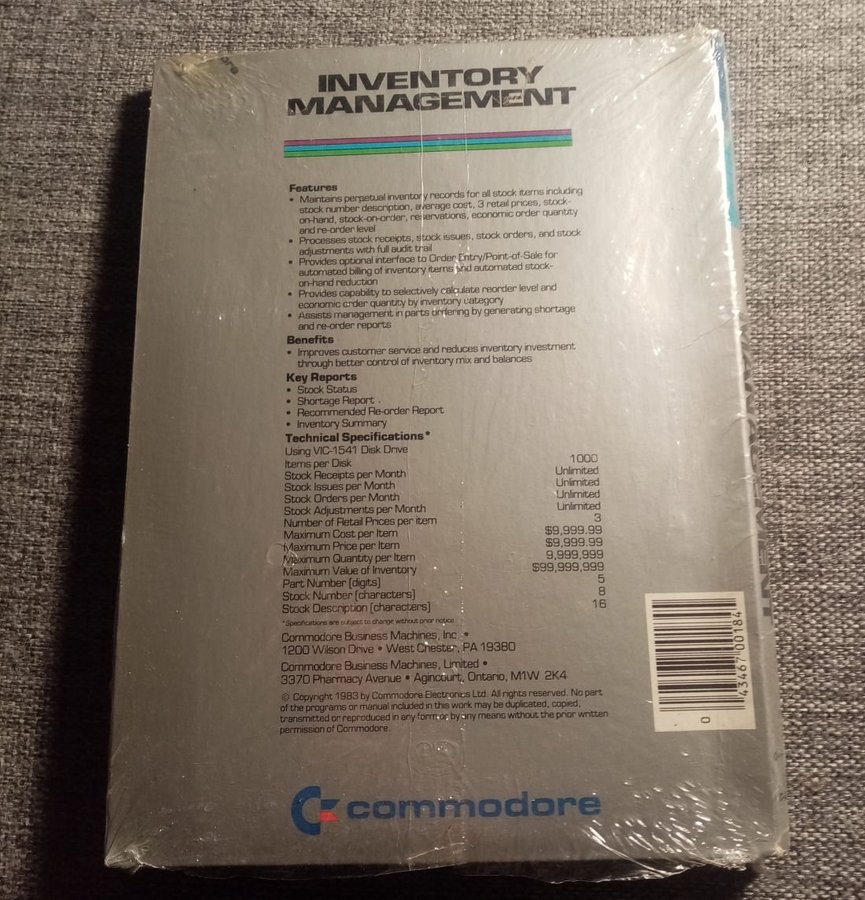 INVENTORY
MANAGEMENT
Features
• Maintains perpetual inventory records for all stock items including
stock number description, average cost, 3 retail prices, stock-
on-hand, stock-on-order, reservations, economic order quantity
and re-order level
• Processes stock receipts, stock issues, stock orders, and stock
adjustments with full audit trail
• Provides optional interface to Order Entry/Point-of-Sale for
automated billing of inventory items and automated stock-
on-hand reduction
• Provides capability to selectively calculate reorder level and
economic order quantity by inventory category
• Assists management in parts ordering by generating shortage
and re-order reports
Benefits
• Improves customer service and reduces inventory investment
through better control of inventory mix and balances
Key Reports
• Stock Status
• Shortage Report
• Recommended Re-order Report
• Inventory Summary
Technical Specifications*
Using VIC-1541 Disk Drive
Items per Disk 1000
Stock Receipts per Month Unlimited
Stock Issues per Month Unlimited
Stock Orders per Month Unlimited
Stock Adjustments per Month Unlimited
Number of Retail Prices per item 3
Maximum Cost per Item $9,999.99
Maximum Price per Item $9,999.99
Maximum Quantity per Item 9,999,999
Maximum Value of Inventory $99,999,999
Part Number (digits) 5
Stock Number (characters) 8
Stock Description (characters) 16
*Specifications are subject to change without prior notice
Commodore Business Machines, Inc. •
1200 Wilson Drive • West Chester, PA 19380
Commodore Business Machines, Limited •
3370 Pharmacy Avenue • Agincourt, Ontario, M1W 2K4
© Copyright 1983 by Commodore Electronics Ltd. All rights reserved. No part
of the programs or manual included in this work may be duplicated, copied,
transmitted or reproduced in any form or by any means without the prior written
permission of Commodore.
commodore
0 43467 00184